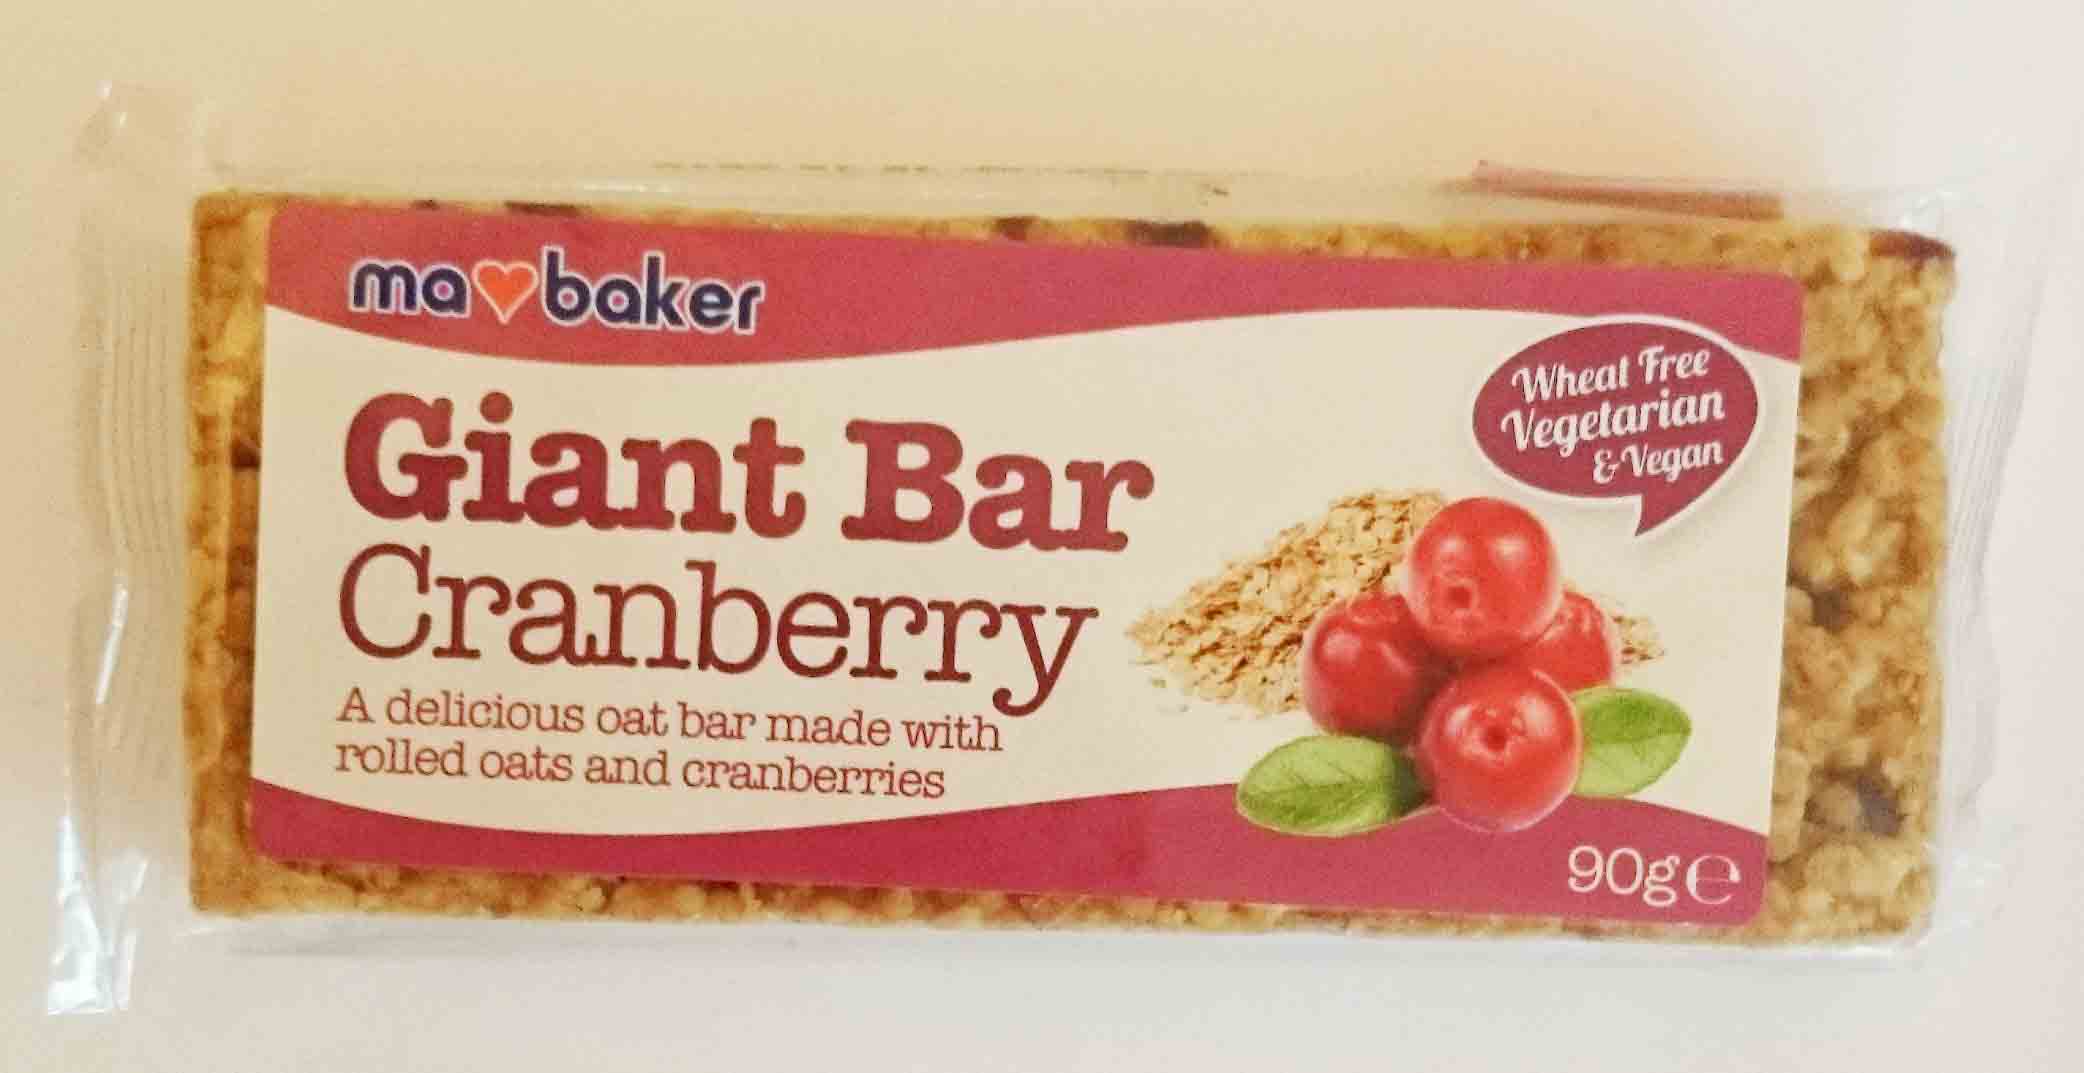 ma baker
Giant Bar
Cranberry
A delicious oat bar made with
rolled oats and cranberries
Wheat Free
Vegetarian
& Vegan
90g℮